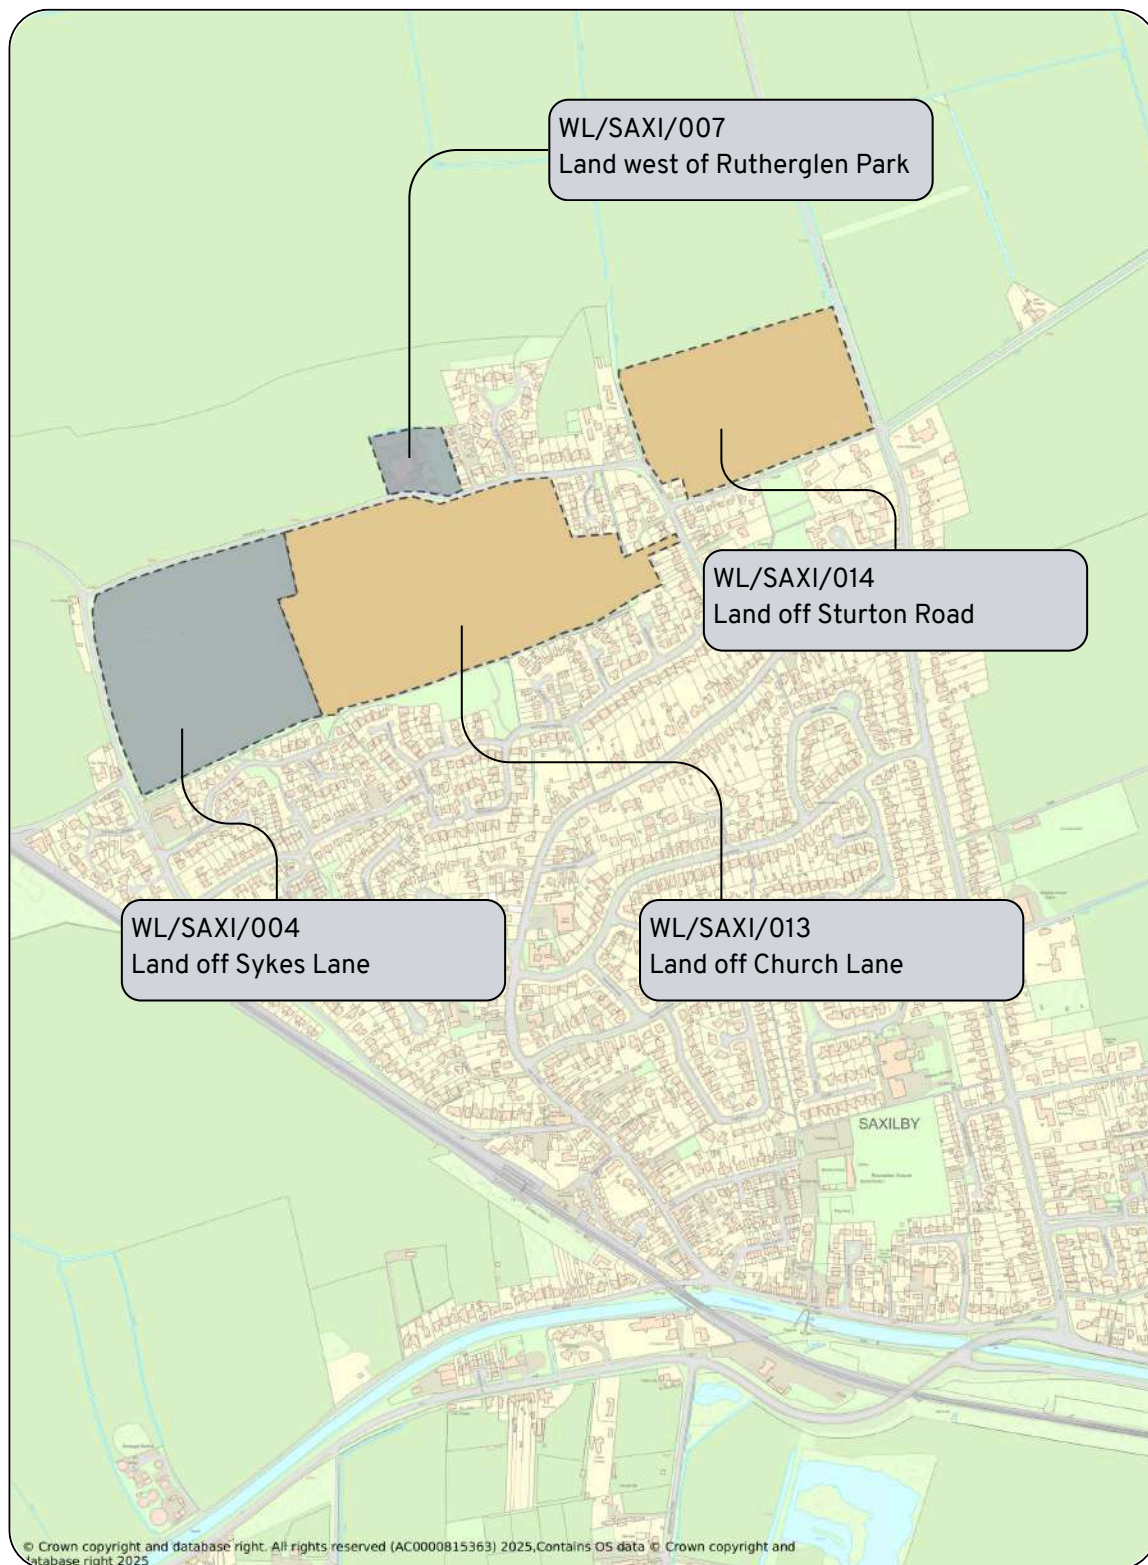 WL/SAXI/007
Land west of Rutherglen Park
WL/SAXI/014
Land off Sturton Road
WL/SAXI/004
Land off Sykes Lane
WL/SAXI/013
Land off Church Lane
SAXILBY
© Crown copyright and database right. All rights reserved (AC0000815363) 2025,Contains OS data © Crown copyright and
database right 2025